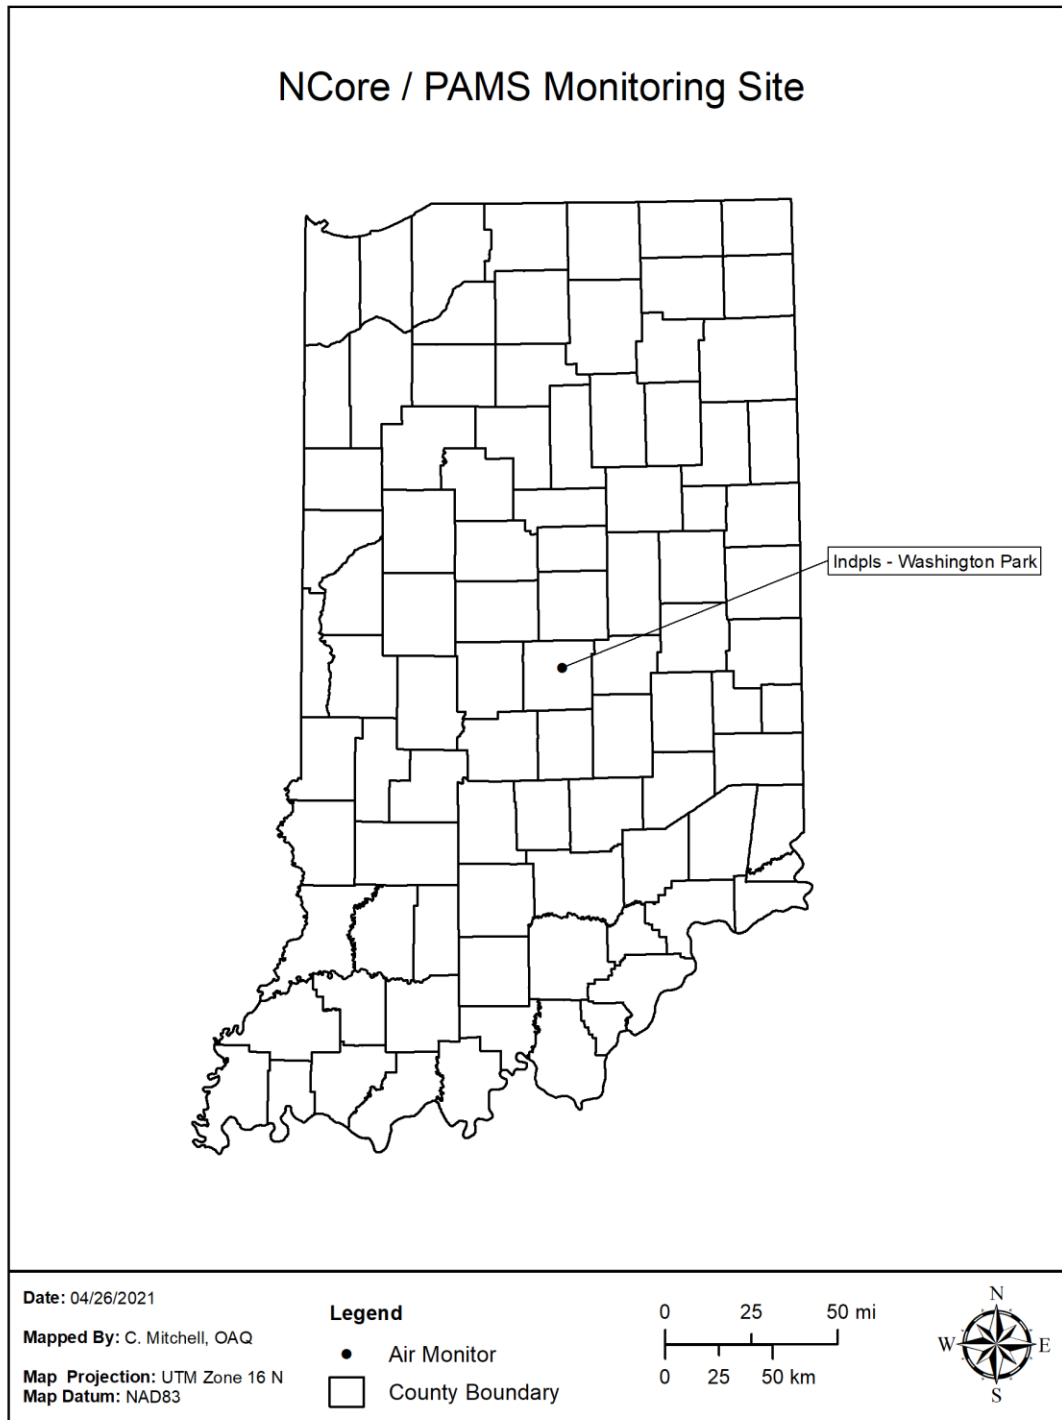 NCore / PAMS Monitoring Site
Indpls - Washington Park
Date: 04/26/2021
Mapped By: C. Mitchell, OAQ
Map Projection: UTM Zone 16 N
Map Datum: NAD83
Legend
Air Monitor
County Boundary
0 25 50 mi
0 25 50 km
N
W E
S